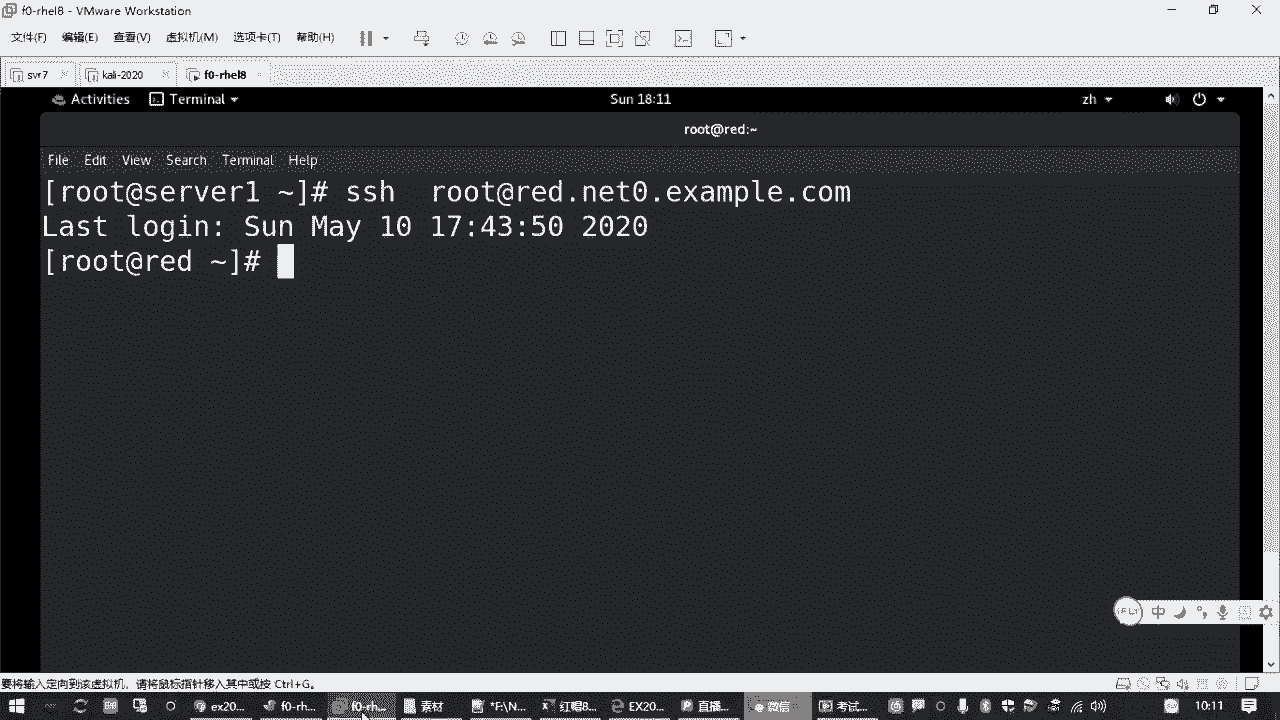 f0-rhel8 - VMware Workstation
文件(F) 编辑(E) 查看(V) 虚拟机(M) 选项卡(T) 帮助(H)
svr7 kali-2020 f0-rhel8
Activities Terminal Sun 18:11 zh
root@red:~
File Edit View Search Terminal Help
[root@server1 ~]# ssh  root@red.net0.example.com
Last login: Sun May 10 17:43:50 2020
[root@red ~]#
中
要将输入定向到该虚拟机，请将鼠标指针移入其中或按 Ctrl+G。
ex20... f0-rh... f0-rh... 素材 *F:\N... 红帽8... EX20... 直播... 微信 考试... 10:11